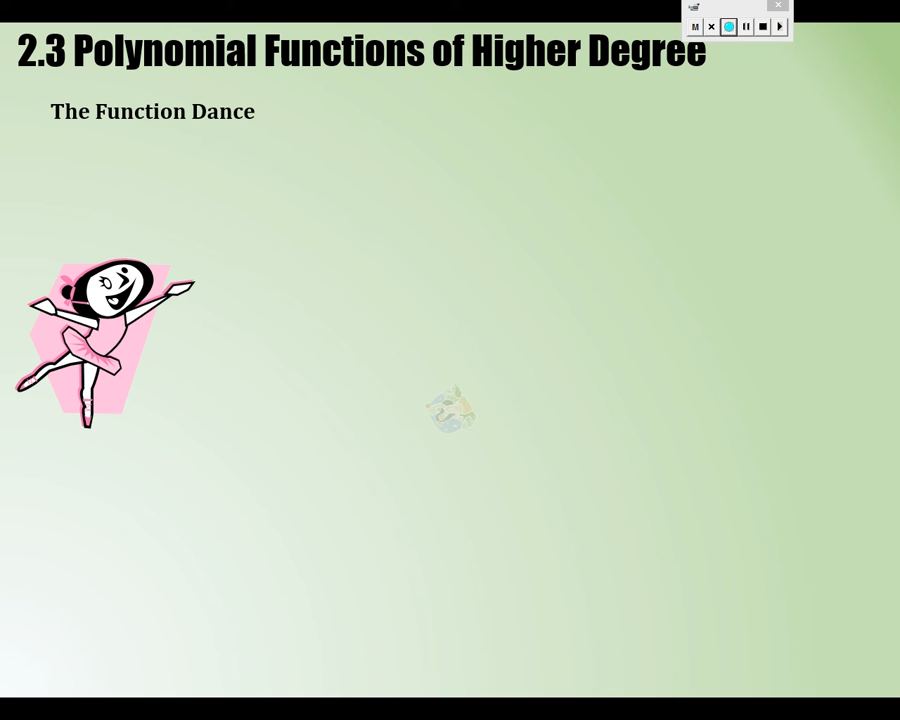 2.3 Polynomial Functions of Higher Degree
The Function Dance
M